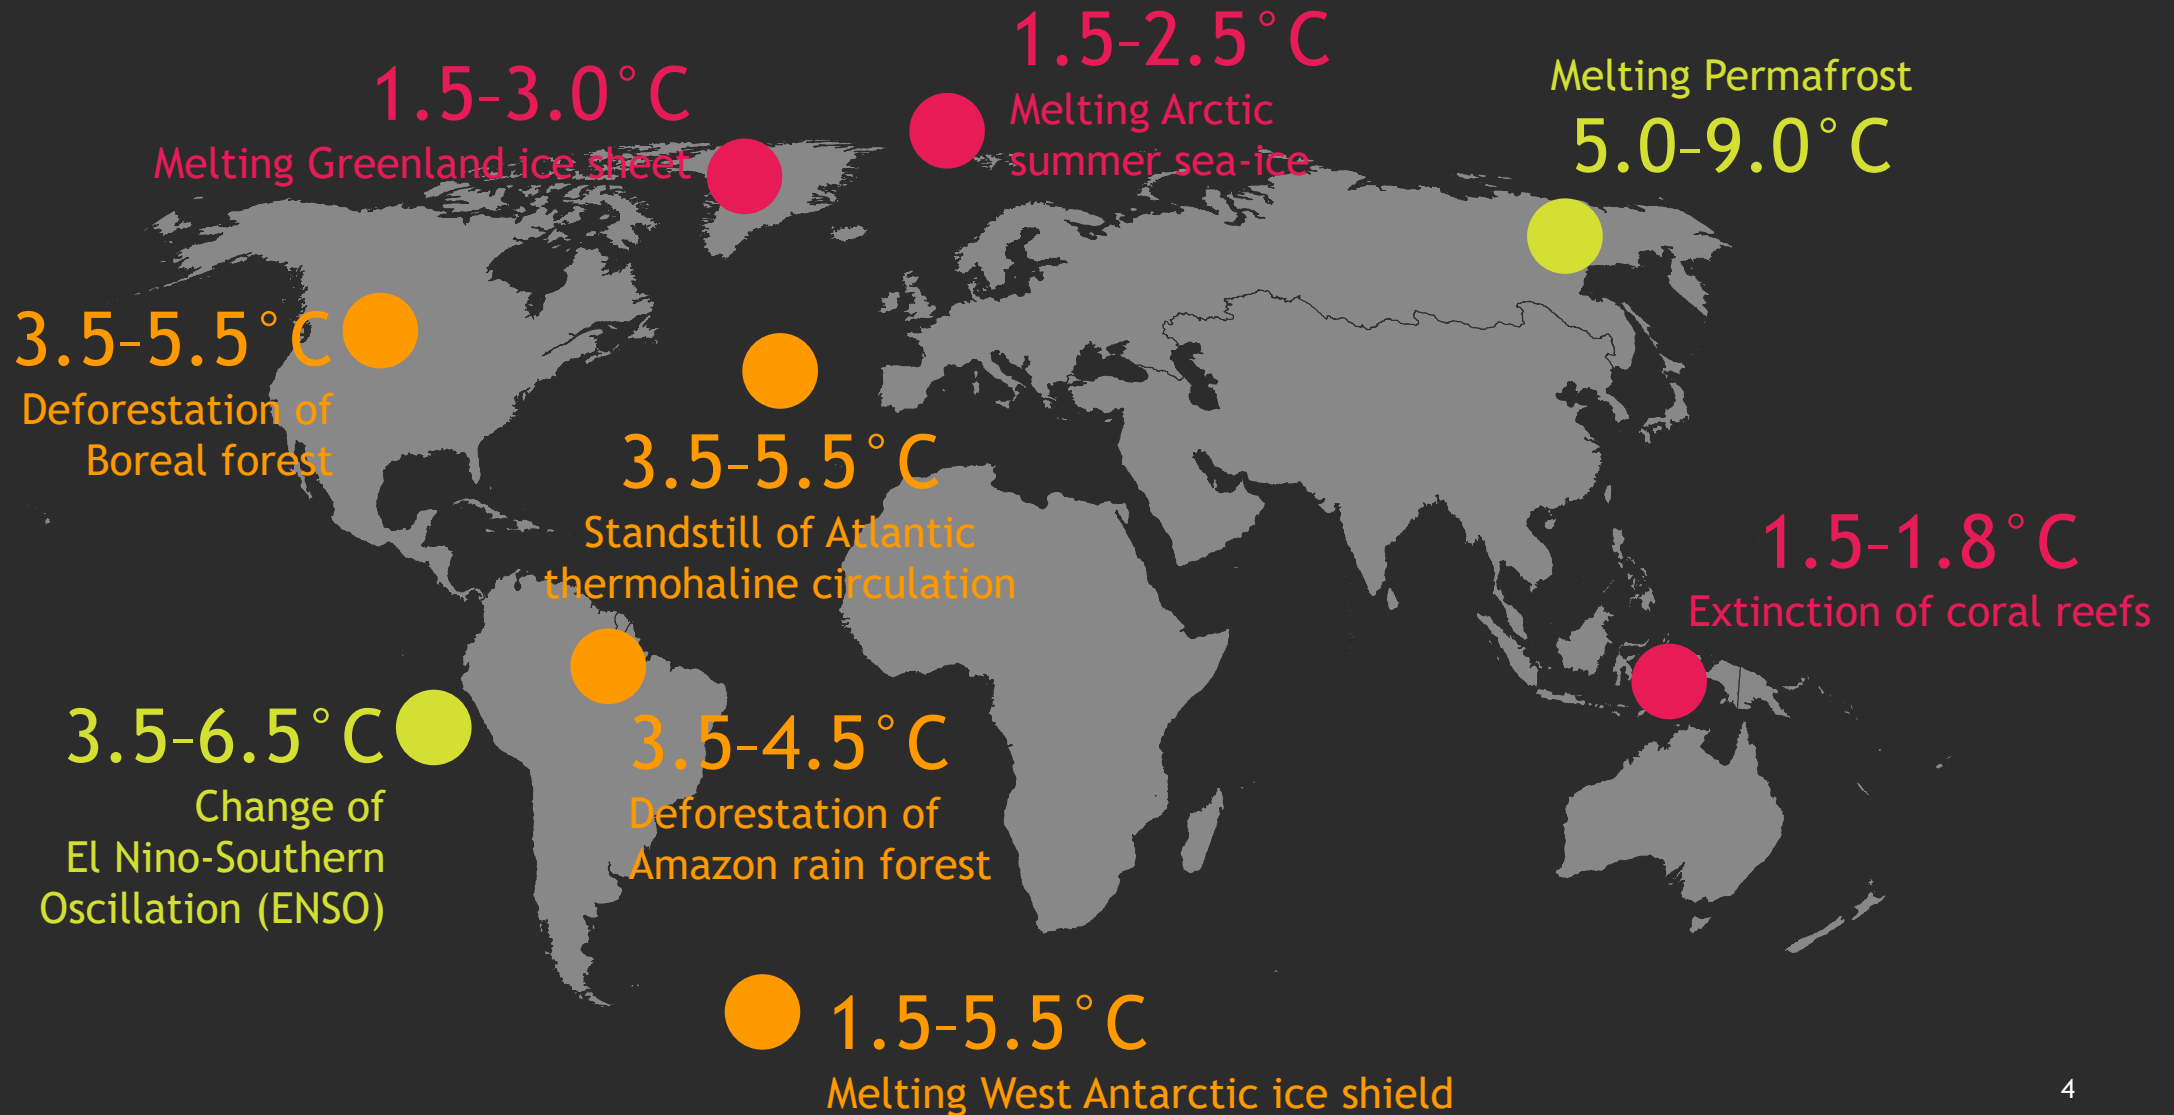 1.5–2.5°C
Melting Arctic
summer sea-ice
1.5–3.0°C
Melting Greenland ice sheet
Melting Permafrost
5.0–9.0°C
3.5–5.5°C
Deforestation of
Boreal forest
3.5–5.5°C
Standstill of Atlantic
thermohaline circulation
1.5–1.8°C
Extinction of coral reefs
3.5–6.5°C
Change of
El Nino-Southern
Oscillation (ENSO)
3.5–4.5°C
Deforestation of
Amazon rain forest
1.5–5.5°C
Melting West Antarctic ice shield
4